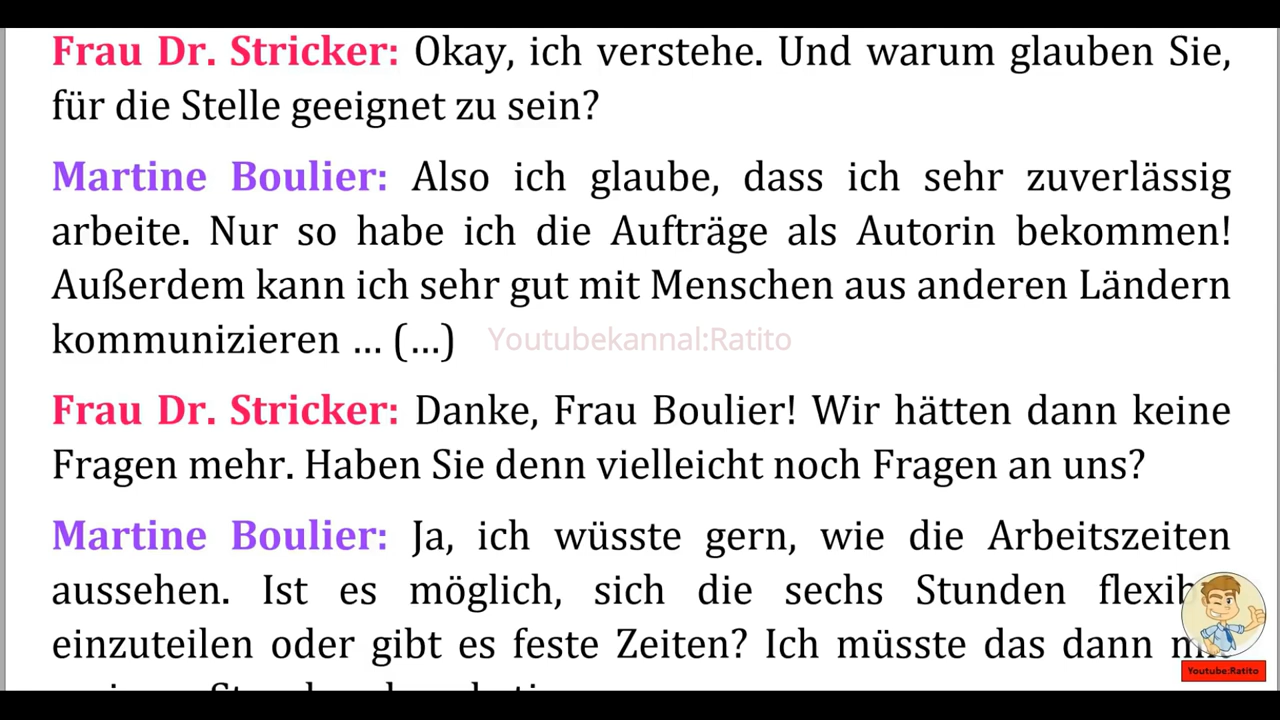 Frau Dr. Stricker: Okay, ich verstehe. Und warum glauben Sie,
für die Stelle geeignet zu sein?
Martine Boulier: Also ich glaube, dass ich sehr zuverlässig
arbeite. Nur so habe ich die Aufträge als Autorin bekommen!
Außerdem kann ich sehr gut mit Menschen aus anderen Ländern
kommunizieren ... (...) Youtubekannal:Ratito
Frau Dr. Stricker: Danke, Frau Boulier! Wir hätten dann keine
Fragen mehr. Haben Sie denn vielleicht noch Fragen an uns?
Martine Boulier: Ja, ich wüsste gern, wie die Arbeitszeiten
aussehen. Ist es möglich, sich die sechs Stunden
einzuteilen oder gibt es feste Zeiten? Ich müsste das dann
Youtube:Ratito